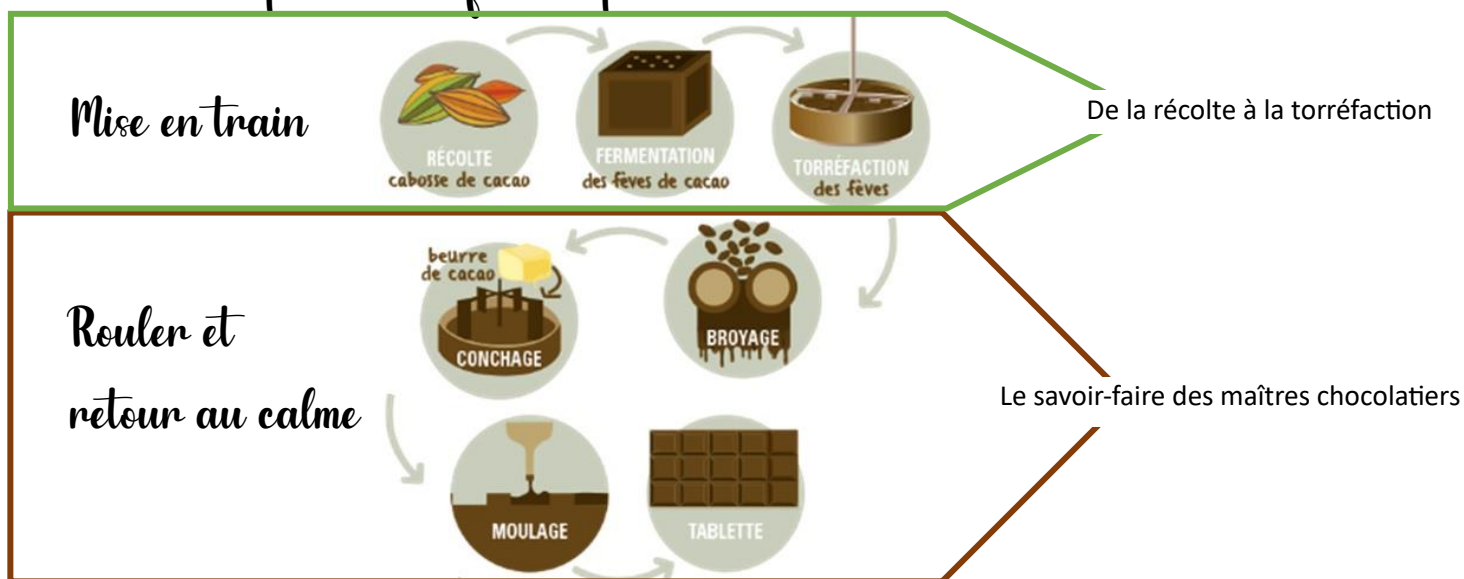 Mise en train
RÉCOLTE
cabosse de cacao
FERMENTATION
des fèves de cacao
TORRÉFACTION
des fèves
De la récolte à la torréfaction
Rouler et
retour au calme
beurre
de cacao
CONCHAGE
BROYAGE
MOULAGE
TABLETTE
Le savoir-faire des maîtres chocolatiers